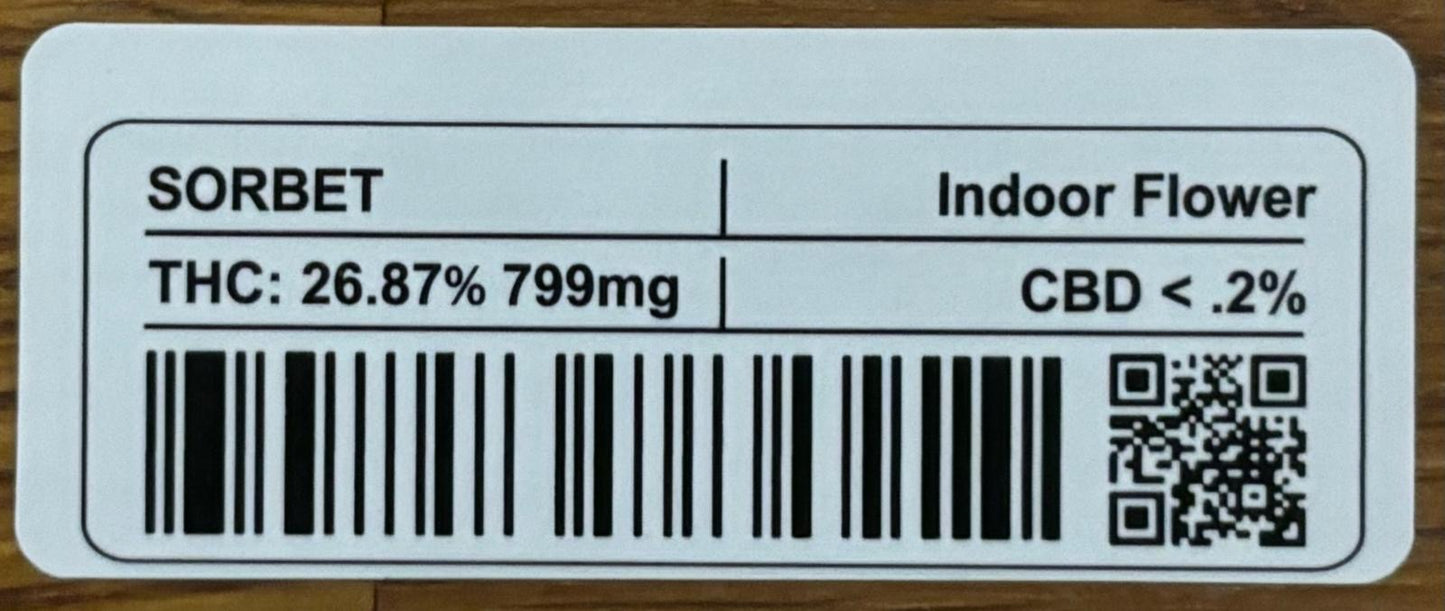 SORBET Indoor Flower
THC: 26.87% 799mg CBD < .2%